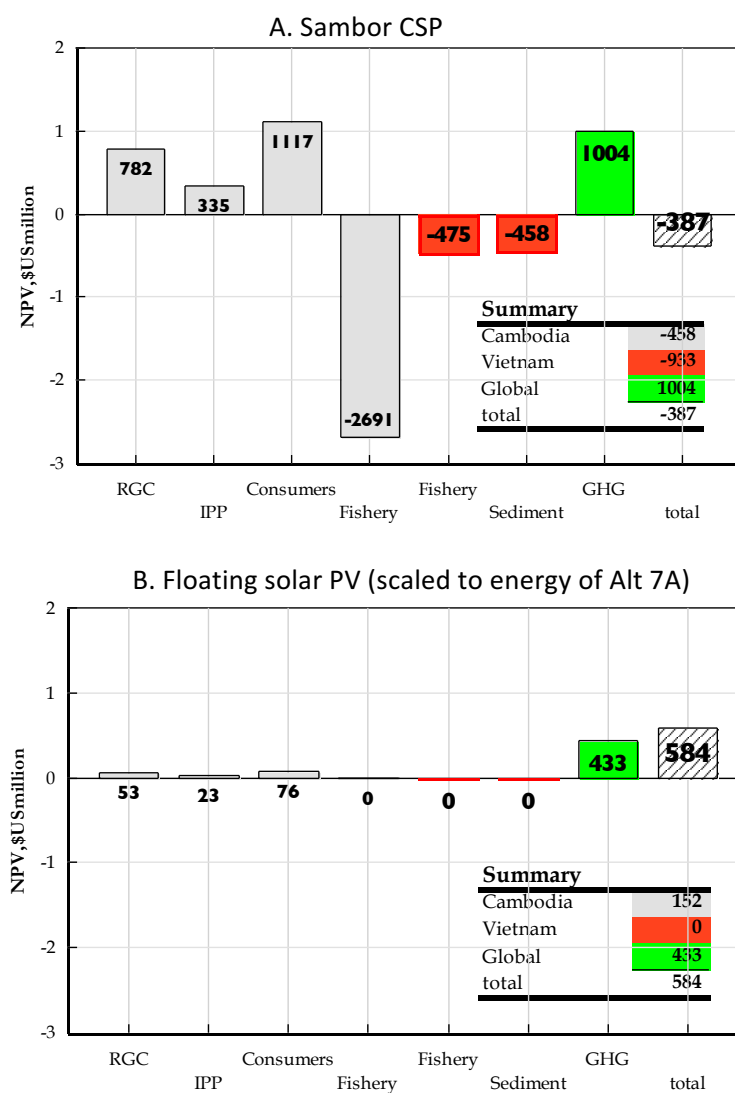 A. Sambor CSP
2
1
0
-1
-2
-3
NPV,$USmillion
782
335
1117
-2691
-475
-458
1004
-387
Summary
Cambodia -458
Vietnam -933
Global 1004
total -387
RGC Consumers Fishery GHG
IPP Fishery Sediment total
B. Floating solar PV (scaled to energy of Alt 7A)
2
1
0
-1
-2
-3
NPV,$USmillion
53
23
76
0
0
0
433
584
Summary
Cambodia 152
Vietnam 0
Global 433
total 584
RGC Consumers Fishery GHG
IPP Fishery Sediment total